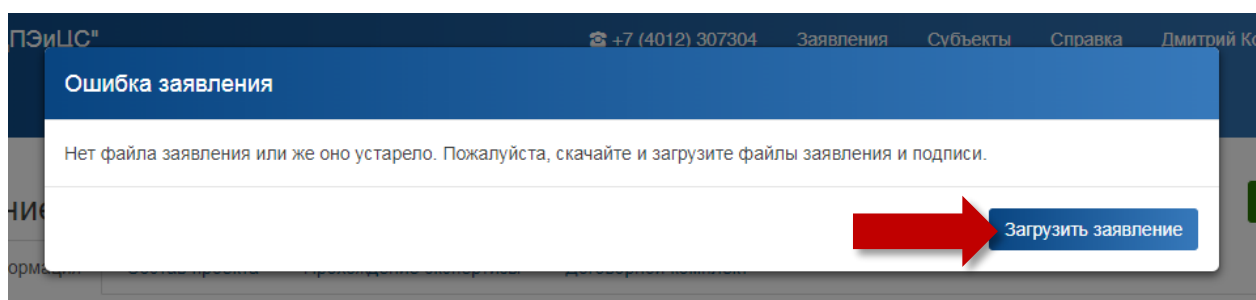 ПЭиЦС" ☎ +7 (4012) 307304 Заявления Субъекты Справка Дмитрий
Ошибка заявления
Нет файла заявления или же оно устарело. Пожалуйста, скачайте и загрузите файлы заявления и подписи.
Загрузить заявление